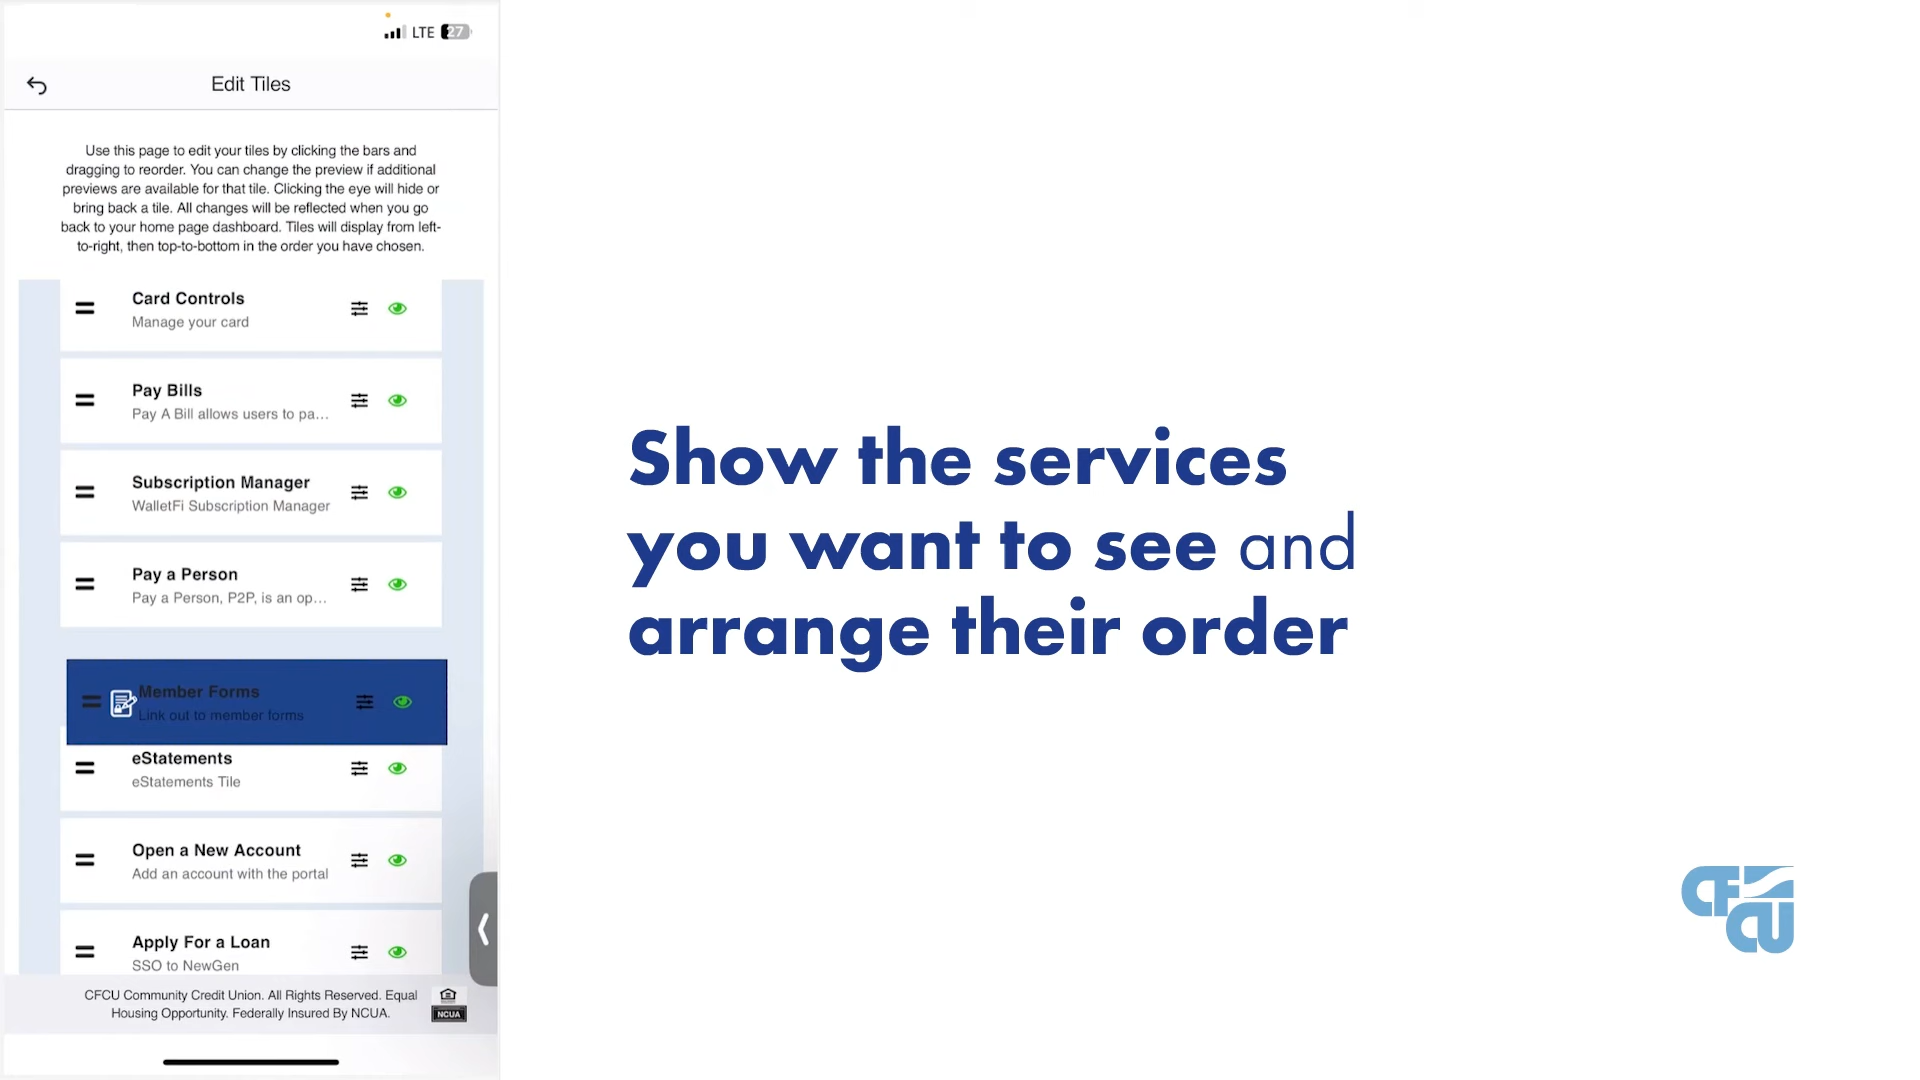 LTE 27
Edit Tiles
Use this page to edit your tiles by clicking the bars and
dragging to reorder. You can change the preview if additional
previews are available for that tile. Clicking the eye will hide or
bring back a tile. All changes will be reflected when you go
back to your home page dashboard. Tiles will display from left-
to-right, then top-to-bottom in the order you have chosen.
Card Controls
Manage your card
Pay Bills
Pay A Bill allows users to pa...
Subscription Manager
WalletFi Subscription Manager
Pay a Person
Pay a Person, P2P, is an op...
Member Forms
Link out to member forms
eStatements
eStatements Tile
Open a New Account
Add an account with the portal
Apply For a Loan
SSO to NewGen
CFCU Community Credit Union. All Rights Reserved. Equal
Housing Opportunity. Federally Insured By NCUA.
NCUA
Show the services
you want to see and
arrange their order
CF
CU